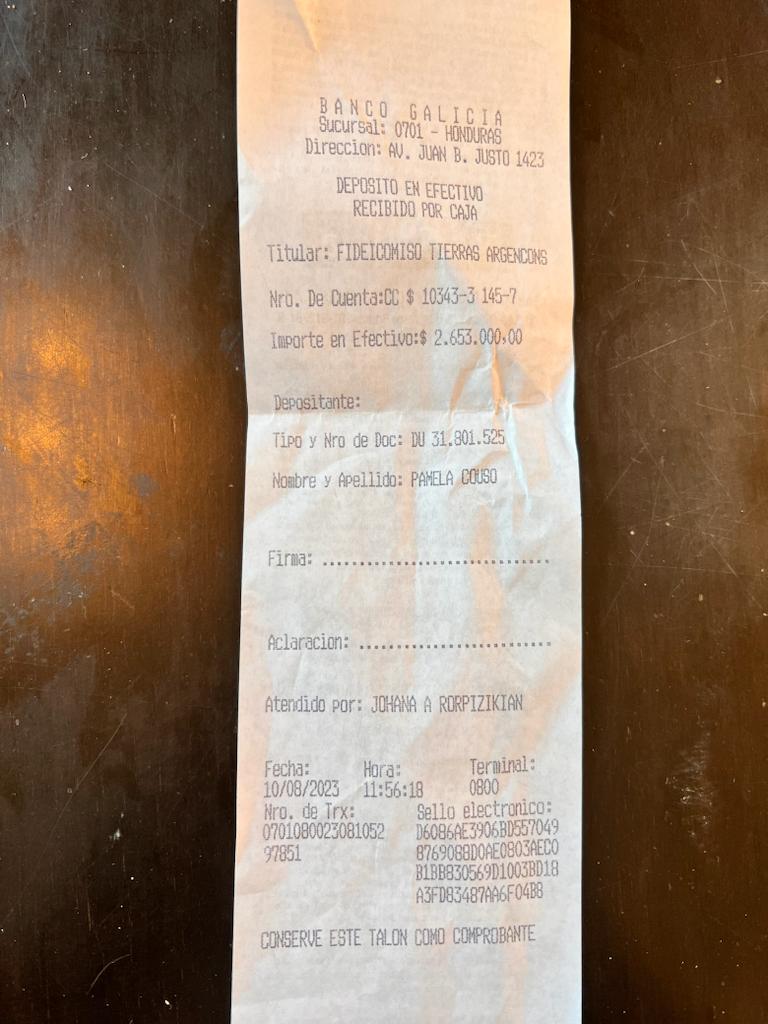 BANCO GALICIA
Sucursal: 0701 - HONDURAS
Direccion: AV. JUAN B. JUSTO 1423
DEPOSITO EN EFECTIVO
RECIBIDO POR CAJA
Titular: FIDEICOMISO TIERRAS ARGENCONS
Nro. De Cuenta:CC $ 10343-3 145-7
Importe en Efectivo:$ 2.653.000,00
Depositante:
Tipo y Nro de Doc: DU 31.801.525
Nombre y Apellido: PAMELA COUSO
Firma: ..............................
Aclaracion: .........................
Atendido por: JOHANA A RORPIZIKIAN
Fecha: Hora: Terminal:
10/08/2023 11:56:18 0800
Nro. de Trx: Sello electronico:
0701080023081052 D6086AE3906BD557049
97851 8769088D0AE0803AEC0
B1BB830569D1003BD18
A3FD83487AA6F04B8
CONSERVE ESTE TALON COMO COMPROBANTE